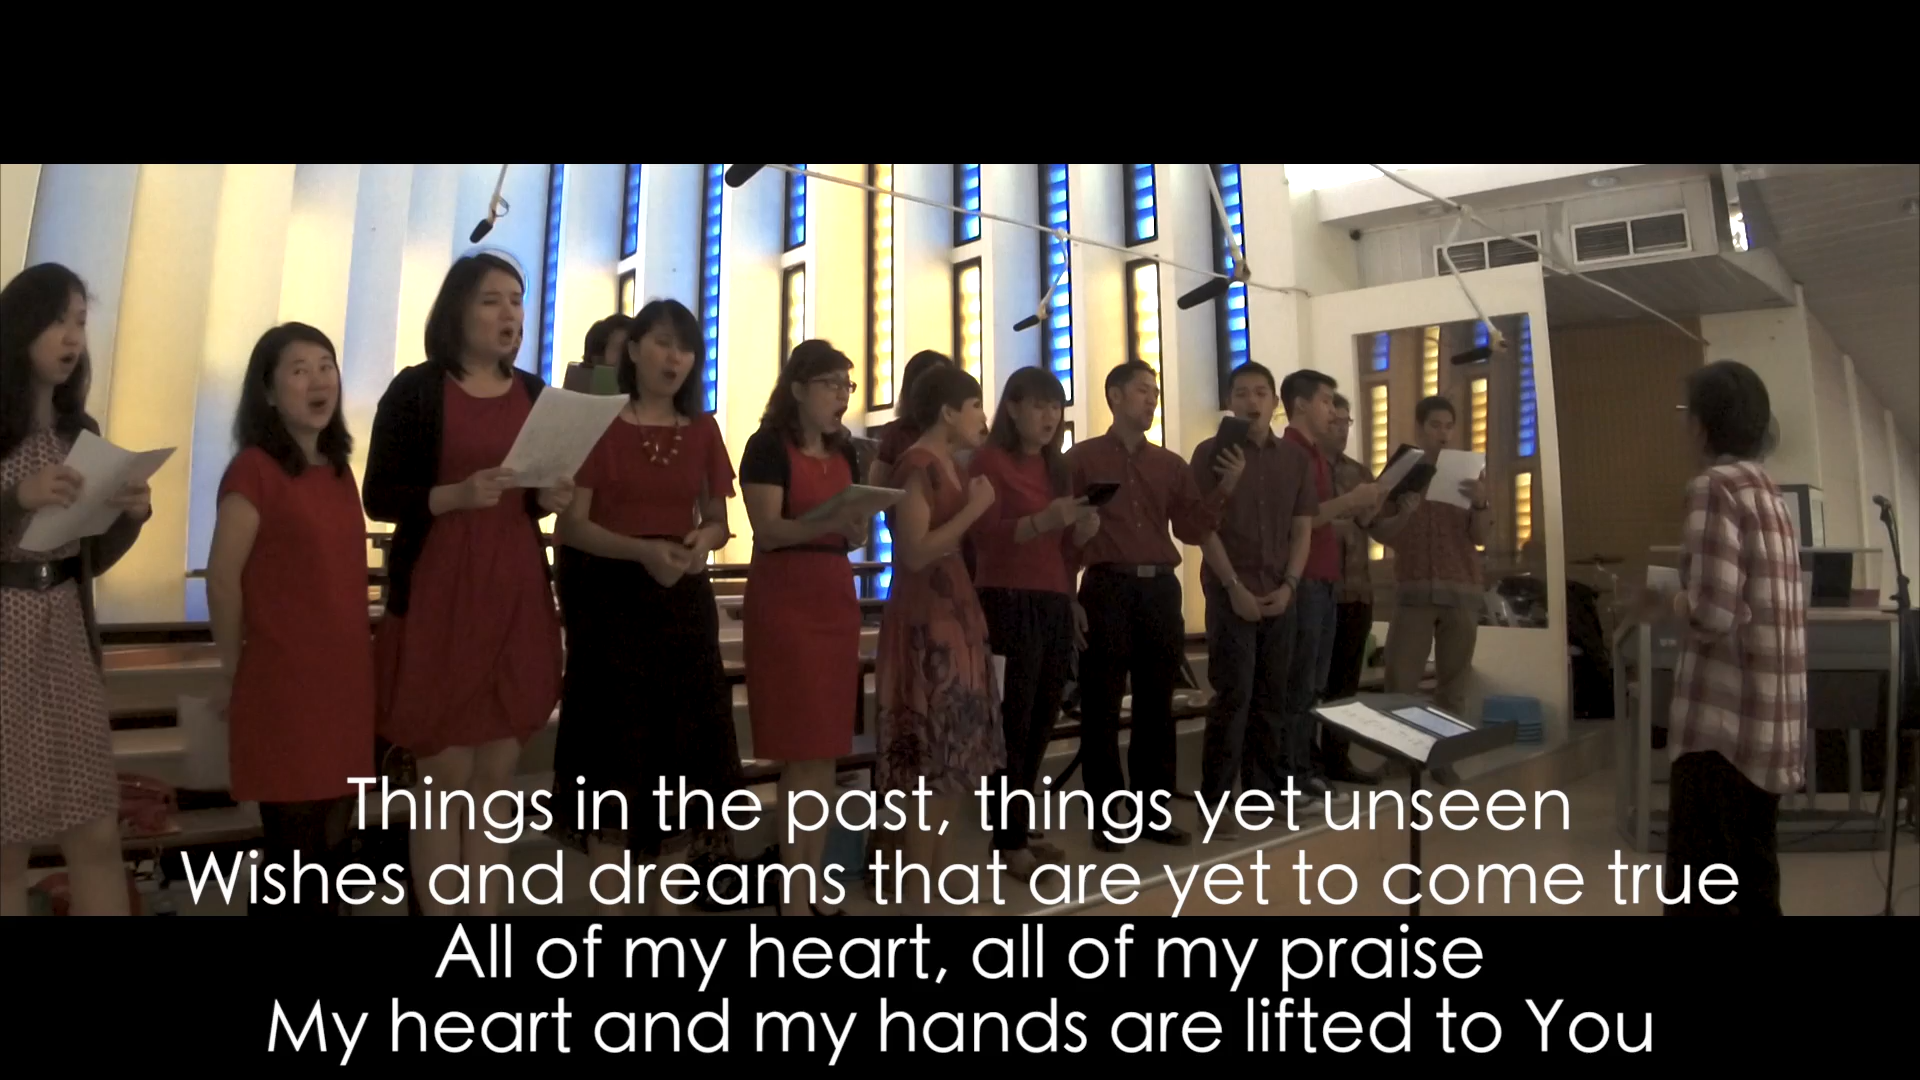 Things in the past, things yet unseen
Wishes and dreams that are yet to come true
All of my heart, all of my praise
My heart and my hands are lifted to You